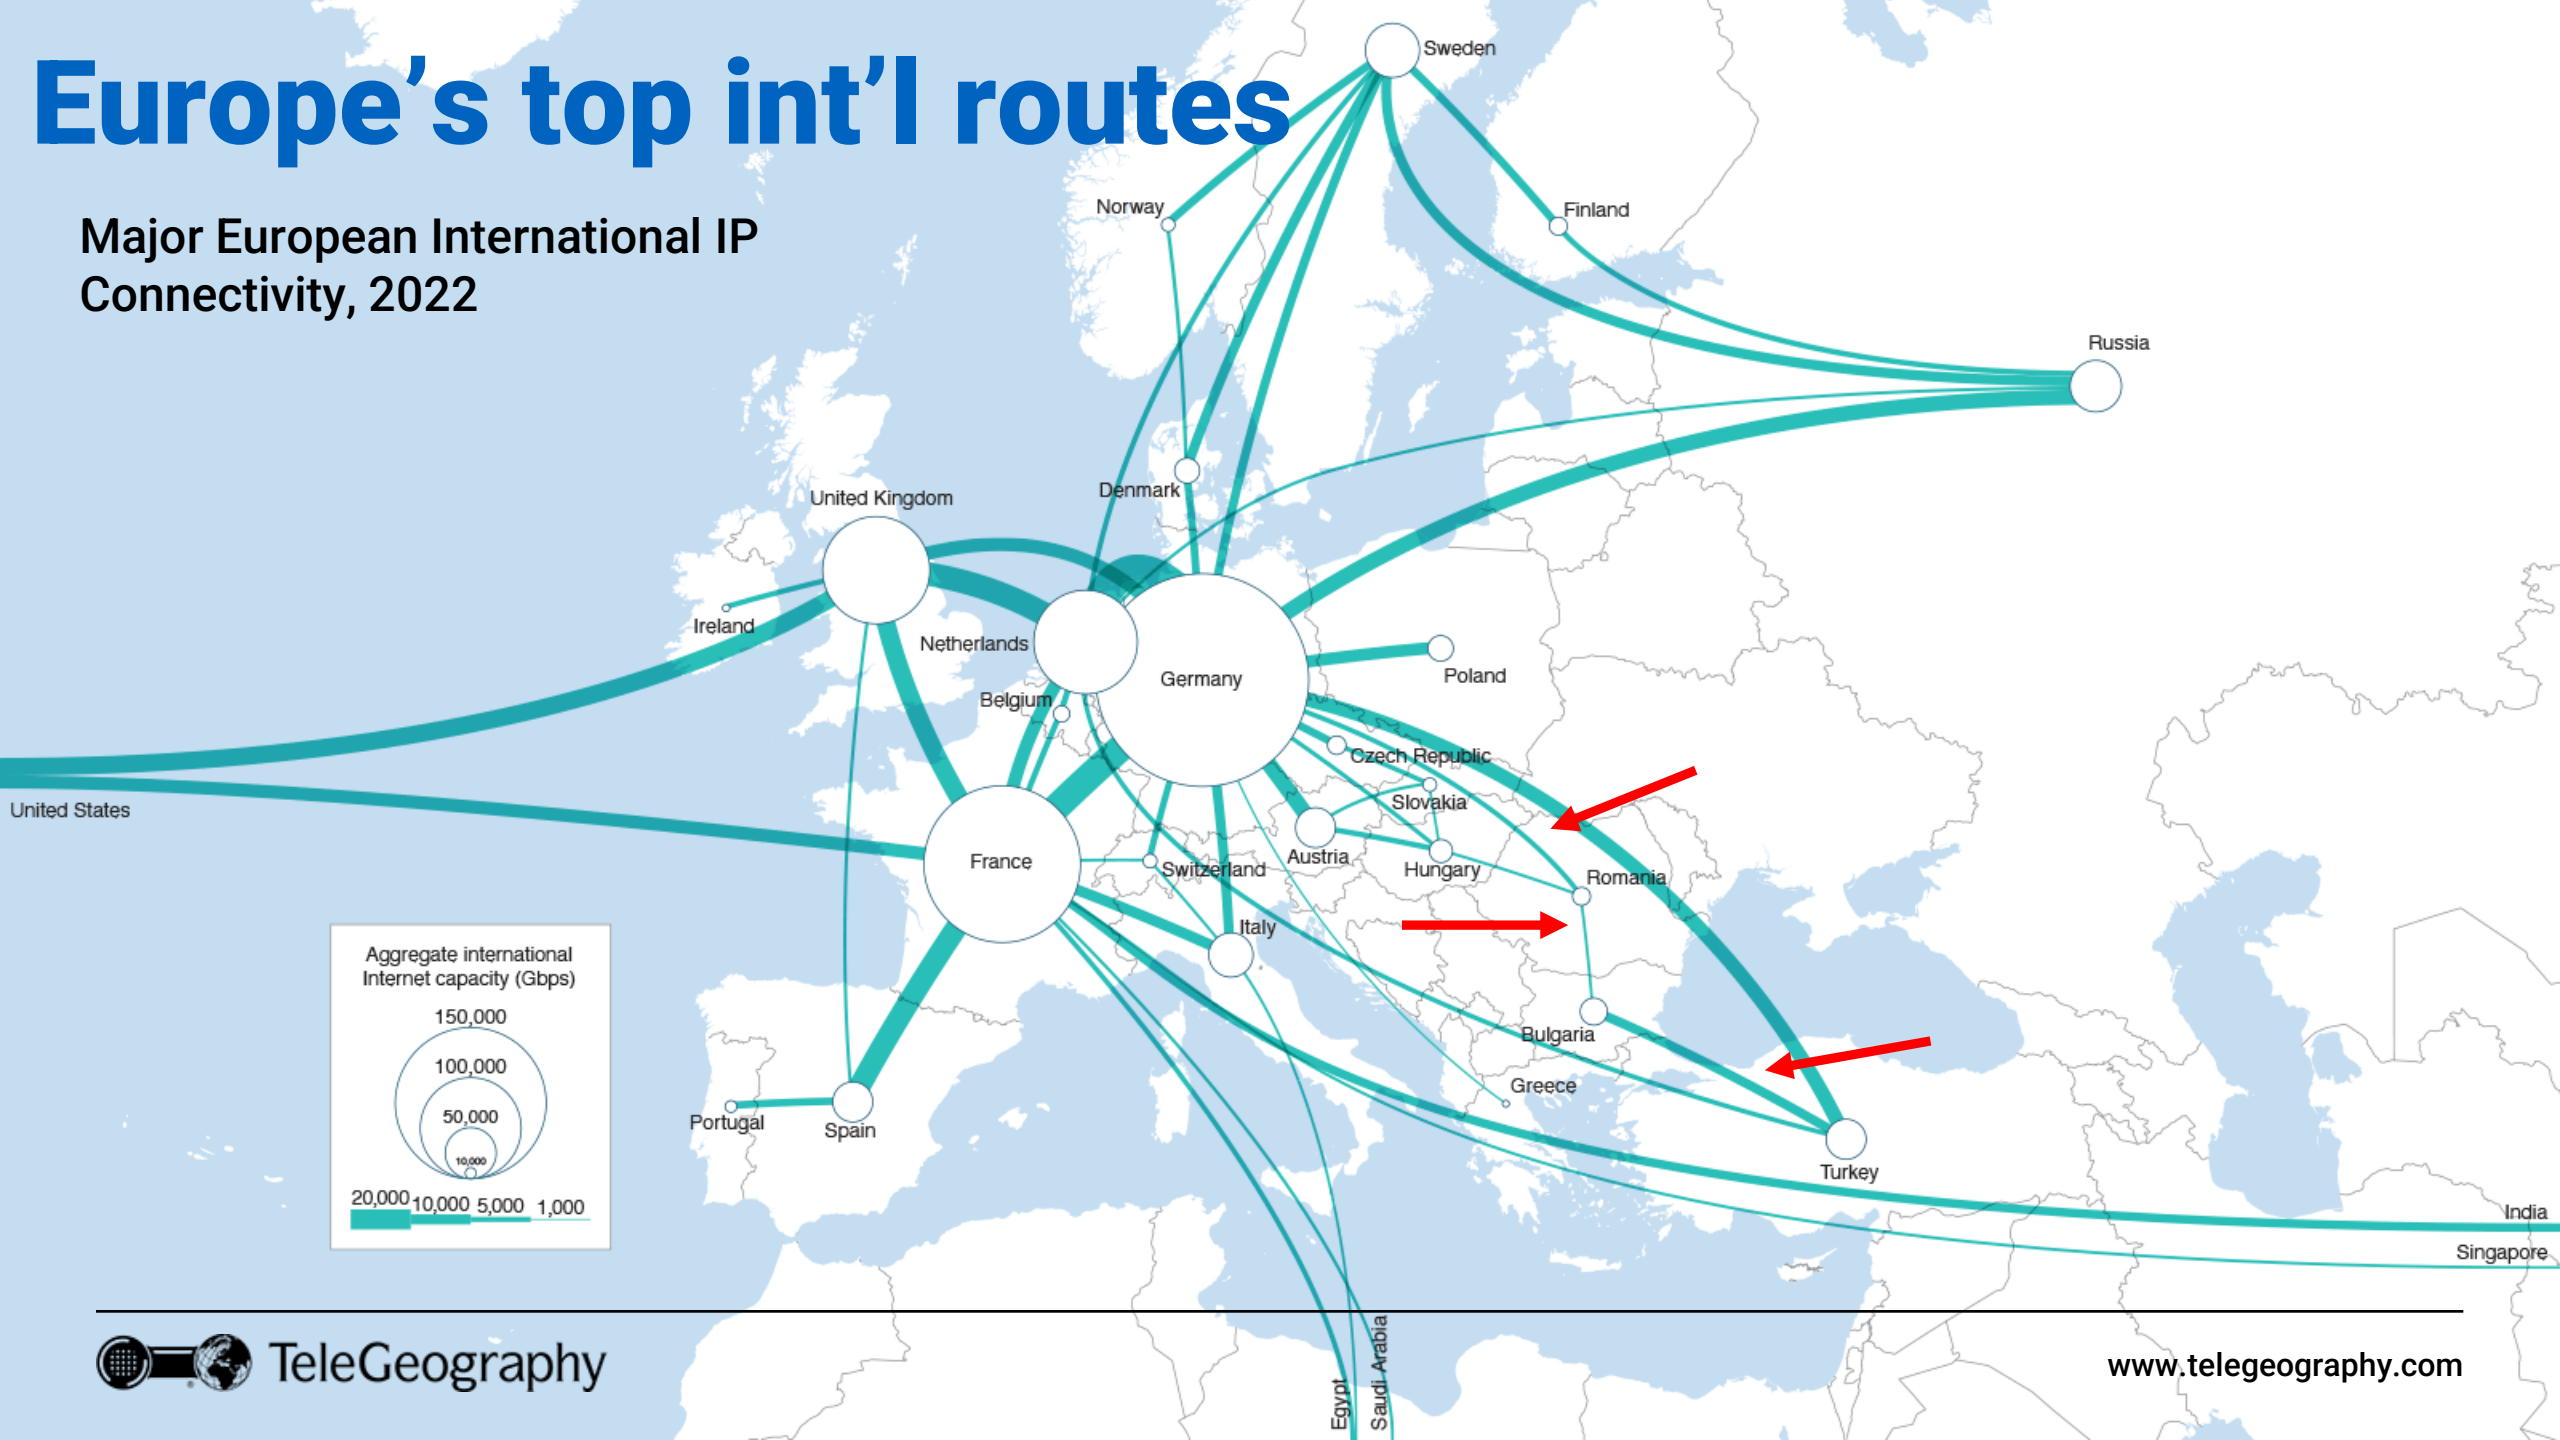 Europe’s top int’l routes
Major European International IP
Connectivity, 2022
Sweden
Norway
Finland
Russia
United Kingdom
Denmark
Ireland
Netherlands
Germany
Poland
Belgium
Czech Republic
Slovakia
United States
France
Switzerland
Austria
Hungary
Romania
Italy
Bulgaria
Greece
Portugal
Spain
Turkey
India
Singapore
Egypt
Saudi Arabia
Aggregate international
Internet capacity (Gbps)
150,000
100,000
50,000
10,000
20,000 10,000 5,000 1,000
TeleGeography
www.telegeography.com